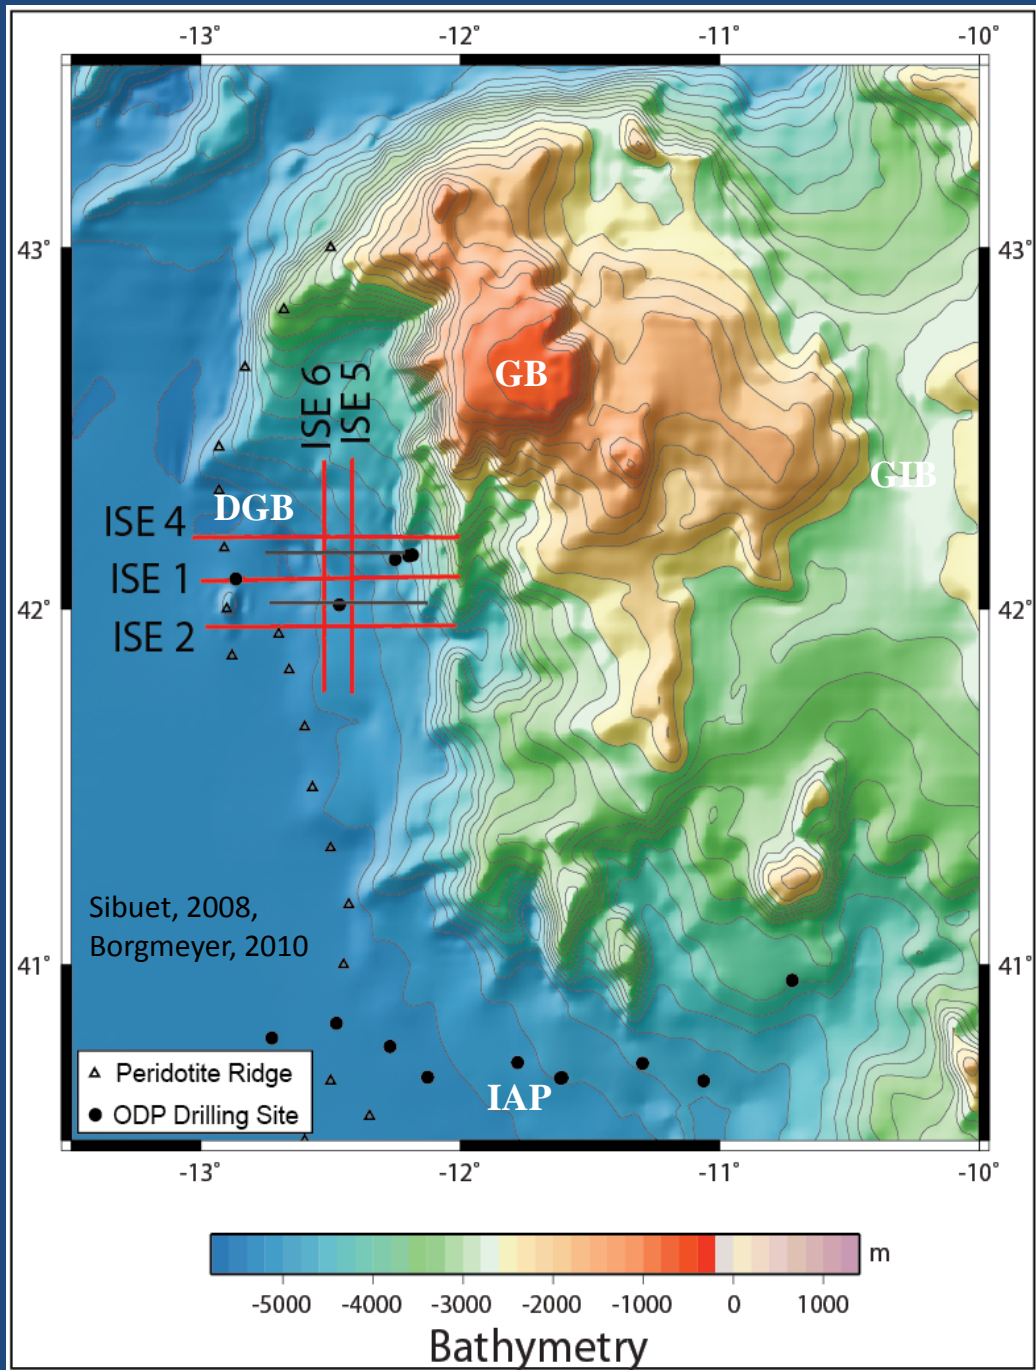 -13˚ -12˚ -11˚ -10˚
43˚ 43˚
GB
ISE 6
ISE 5
GIB
DGB
ISE 4
ISE 1
42˚ 42˚
ISE 2
Sibuet, 2008,
Borgmeyer, 2010
41˚ 41˚
Peridotite Ridge
ODP Drilling Site
IAP
-13˚ -12˚ -11˚ -10˚
m
-5000 -4000 -3000 -2000 -1000 0 1000
Bathymetry